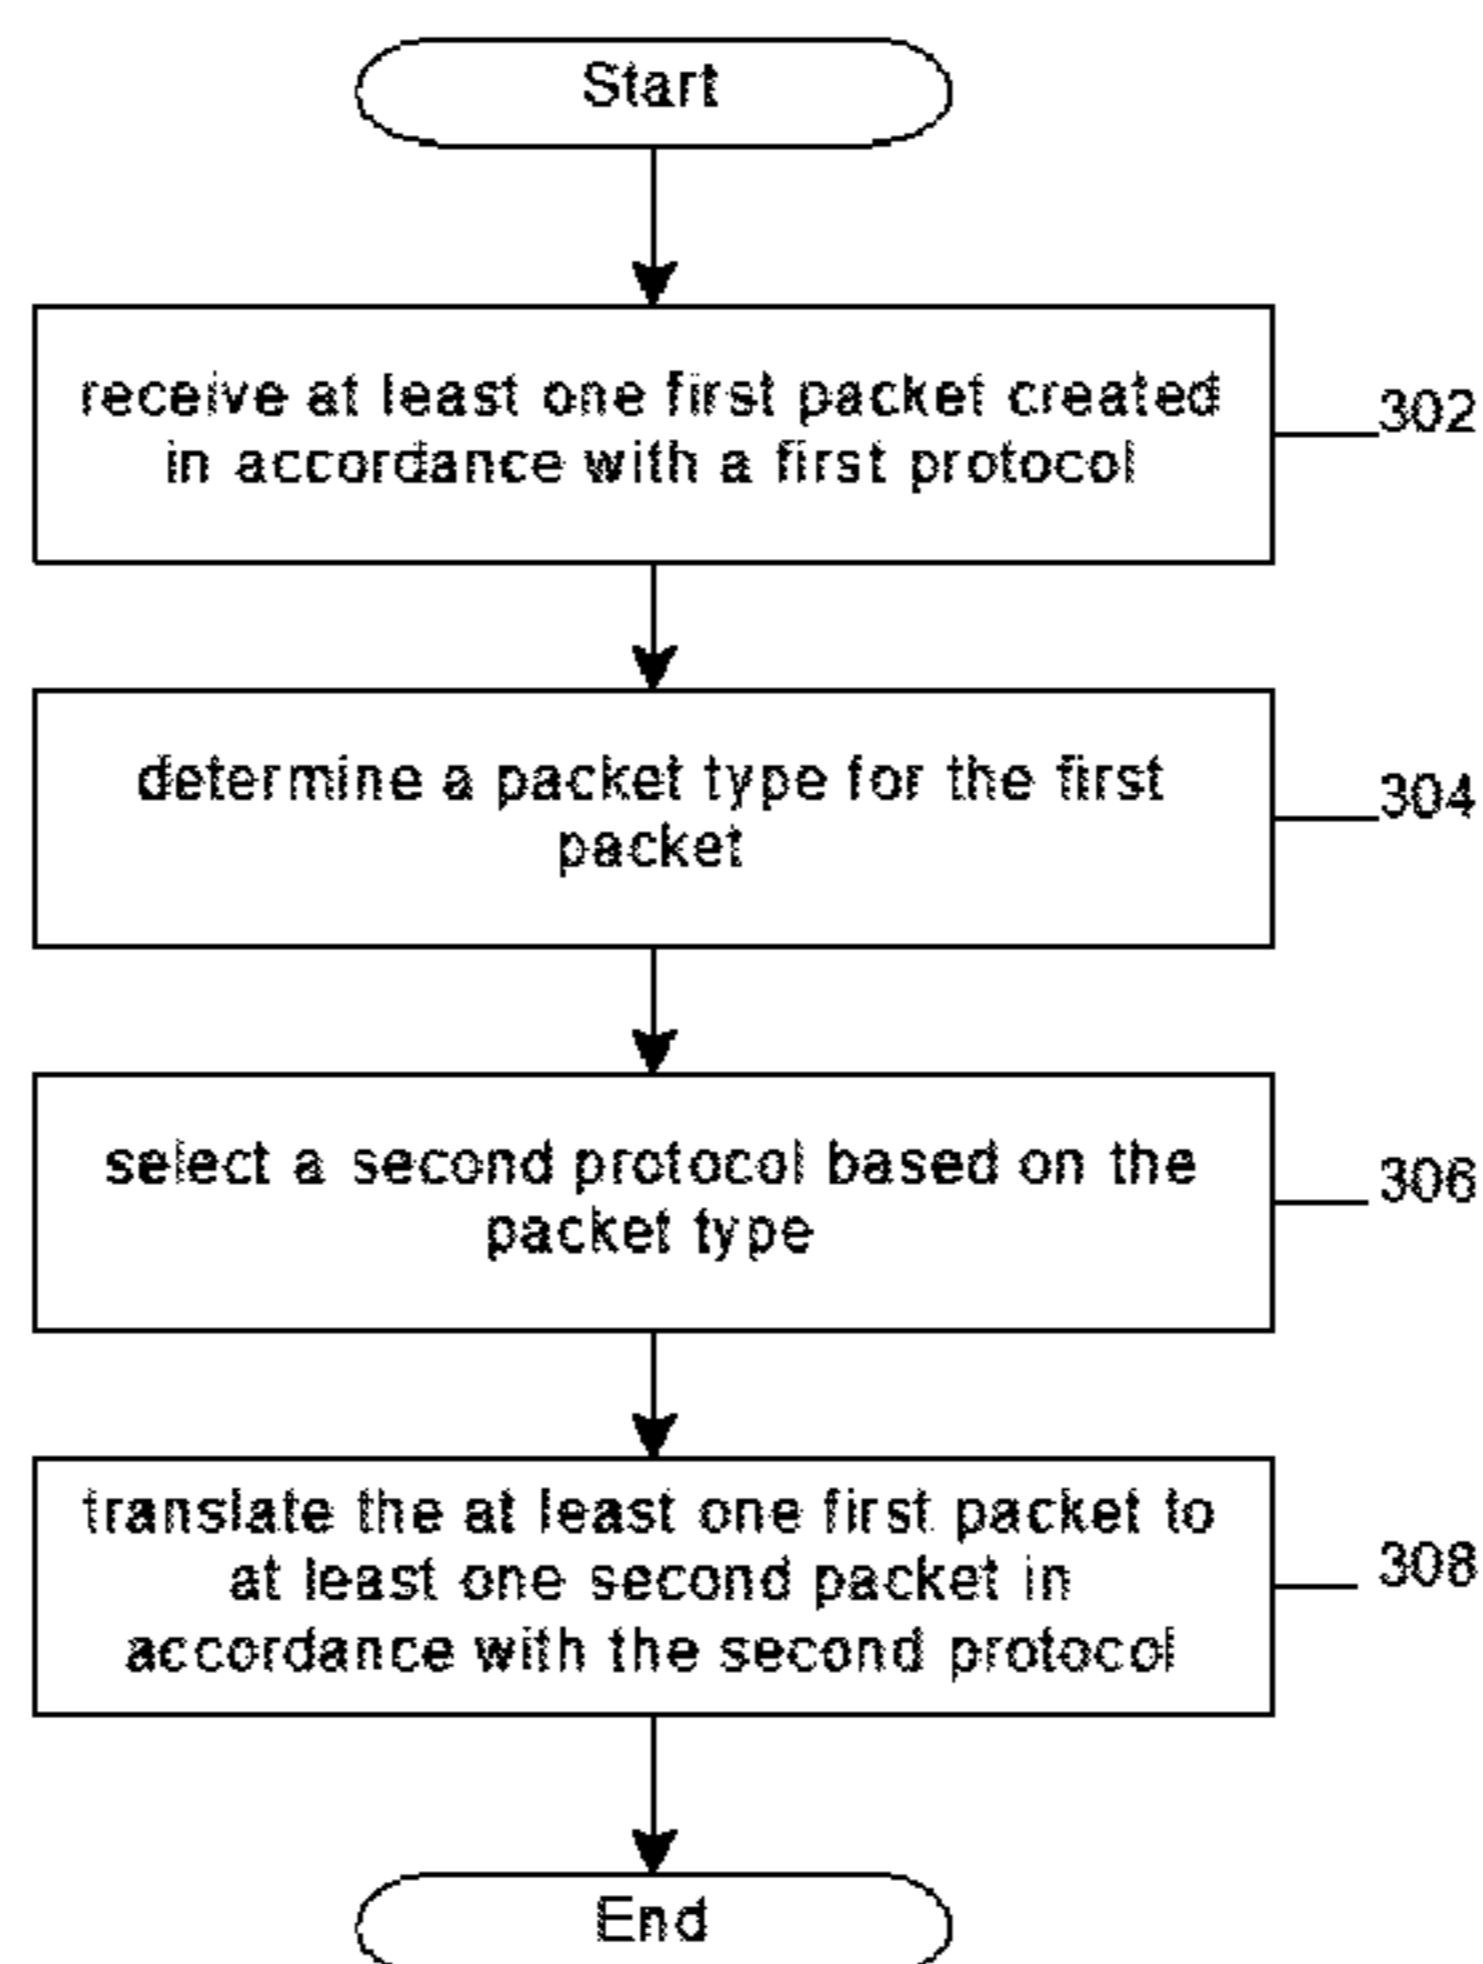 Start
receive at least one first packet created
in accordance with a first protocol
302
determine a packet type for the first
packet
304
select a second protocol based on the
packet type
306
translate the at least one first packet to
at least one second packet in
accordance with the second protocol
308
End